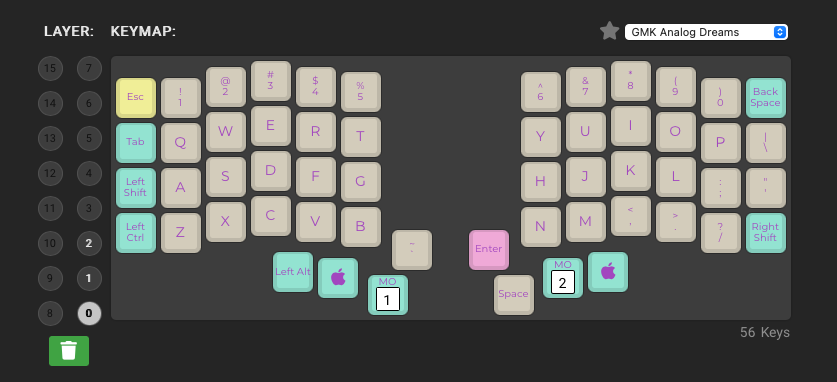 LAYER: KEYMAP: GMK Analog Dreams
15 7
14 6
13 5
12 4
11 3
10 2
9 1
8 0
Esc ! 1 @ 2 # 3 $ 4 % 5 ^ 6 & 7 * 8 ( 9 ) 0 Back Space
Tab Q W E R T Y U I O P | \
Left Shift A S D F G H J K L : ; " '
Left Ctrl Z X C V B N M < , > . ? / Right Shift
Enter
Left Alt MO 1 Space MO 2
56 Keys